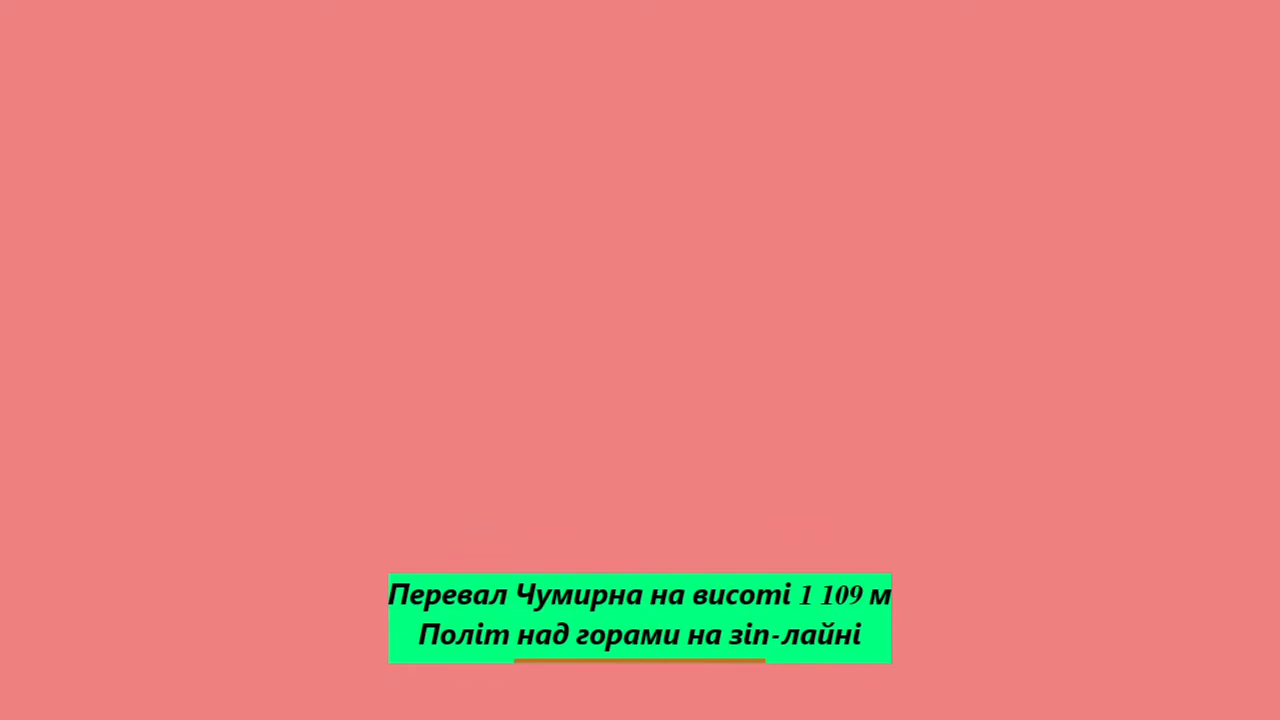 Перевал Чумирна на висоті 1 109 м
Політ над горами на зіп-лайні